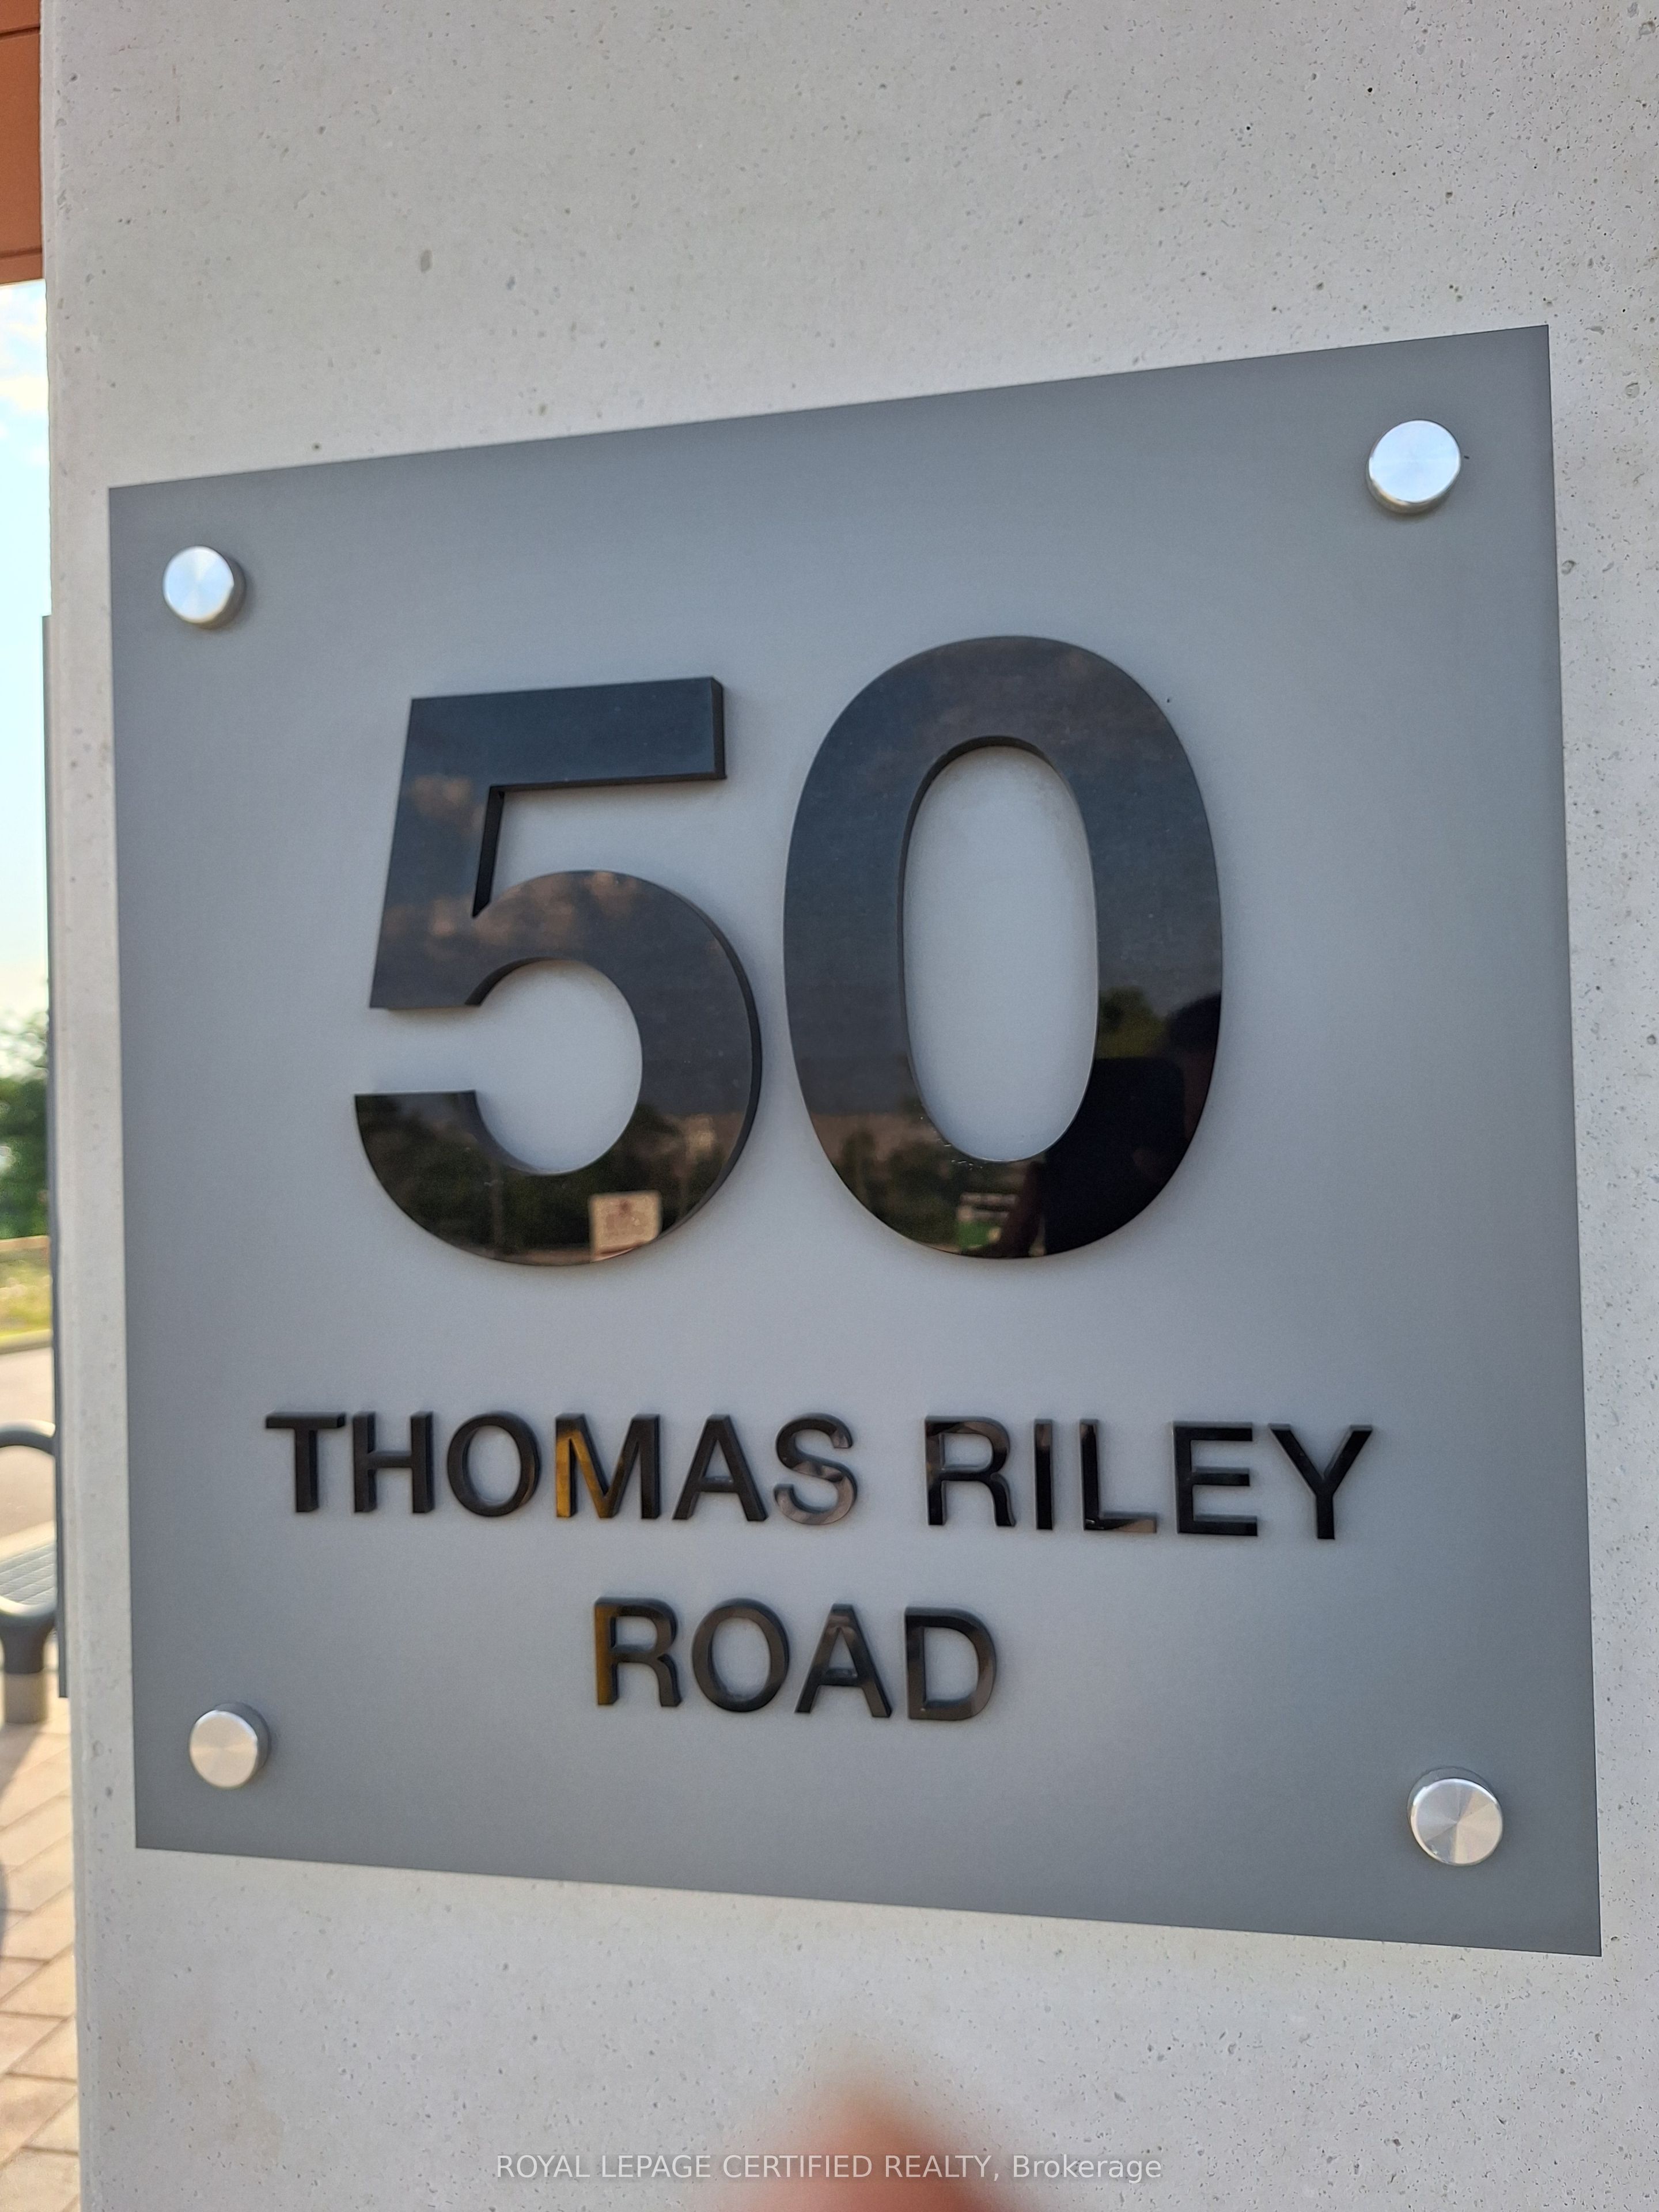 50
THOMAS RILEY
ROAD
ROYAL LEPAGE CERTIFIED REALTY, Brokerage